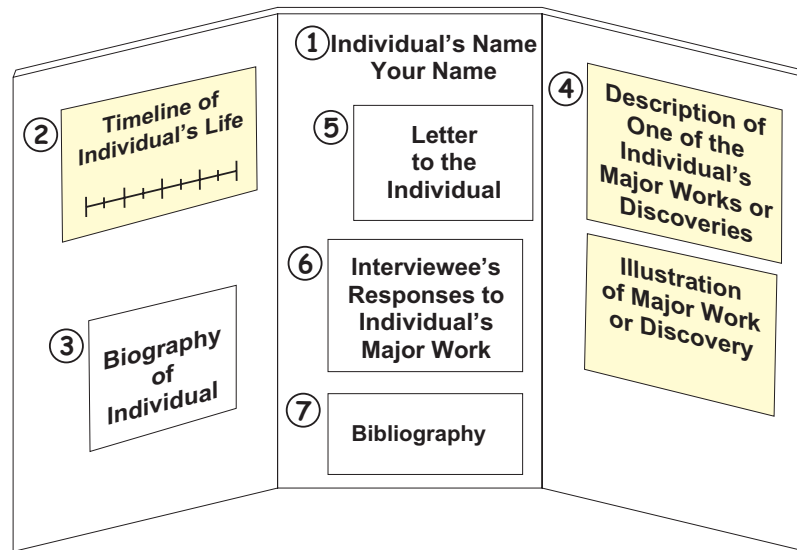 ① Individual's Name
Your Name
② Timeline of
Individual's Life
③ Biography
of
Individual
④ Description of
One of the
Individual's
Major Works or
Discoveries
Illustration
of Major Work
or Discovery
⑤ Letter
to the
Individual
⑥ Interviewee's
Responses to
Individual's
Major Work
⑦ Bibliography